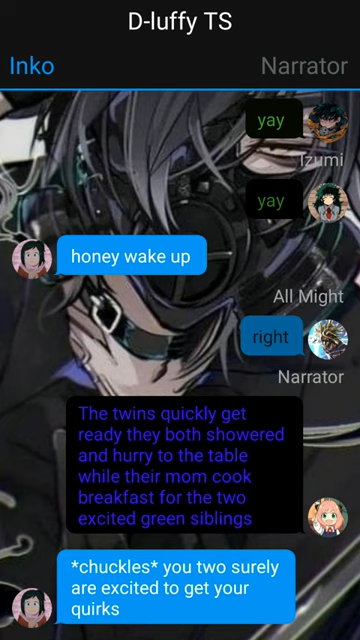 D-luffy TS
Inko
Narrator
yay
Izumi
yay
honey wake up
All Might
right
Narrator
The twins quickly get
ready they both showered
and hurry to the table
while their mom cook
breakfast for the two
excited green siblings
*chuckles* you two surely
are excited to get your
quirks